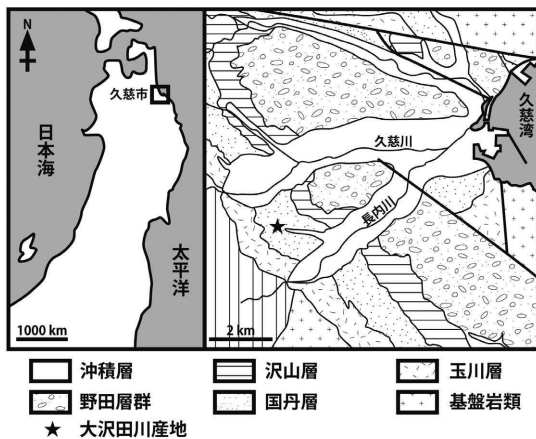 N
久慈市
日本海
太平洋
1000 km
久慈湾
久慈川
長内川
2 km
沖積層
沢山層
玉川層
野田層群
国丹層
基盤岩類
★ 大沢田川産地